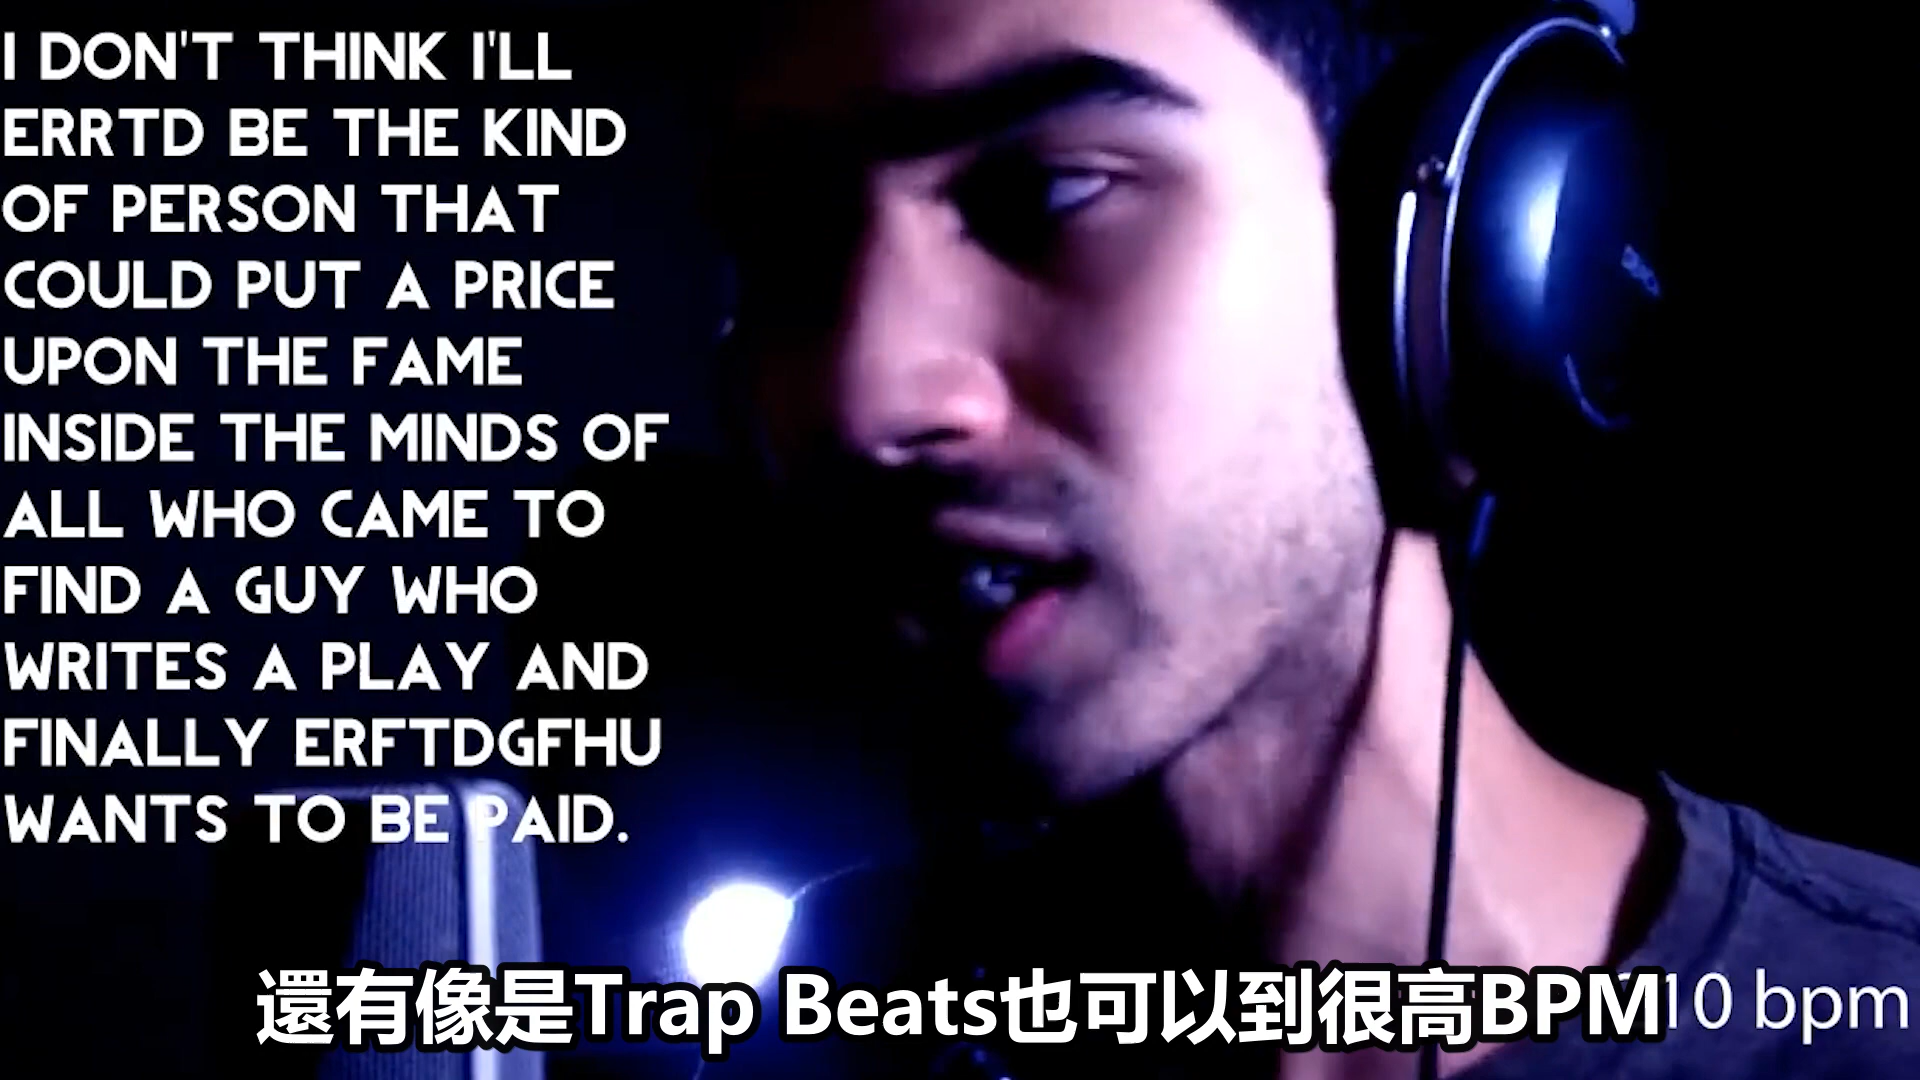 I DON'T THINK I'LL
ERRTD BE THE KIND
OF PERSON THAT
COULD PUT A PRICE
UPON THE FAME
INSIDE THE MINDS OF
ALL WHO CAME TO
FIND A GUY WHO
WRITES A PLAY AND
FINALLY ERFTDGFHU
WANTS TO BE PAID.
還有像是Trap Beats也可以到很高BPM
bpm